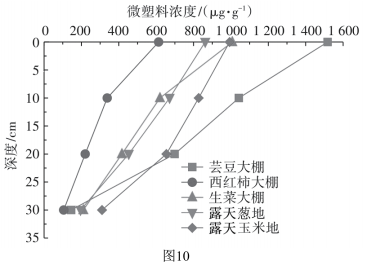 微塑料浓度/(μg·g⁻¹)
0 200 400 600 800 1 000 1 200 1 400 1 600
0
5
10
15
20
25
30
35
深度/cm
芸豆大棚
西红柿大棚
生菜大棚
露天葱地
露天玉米地
图10